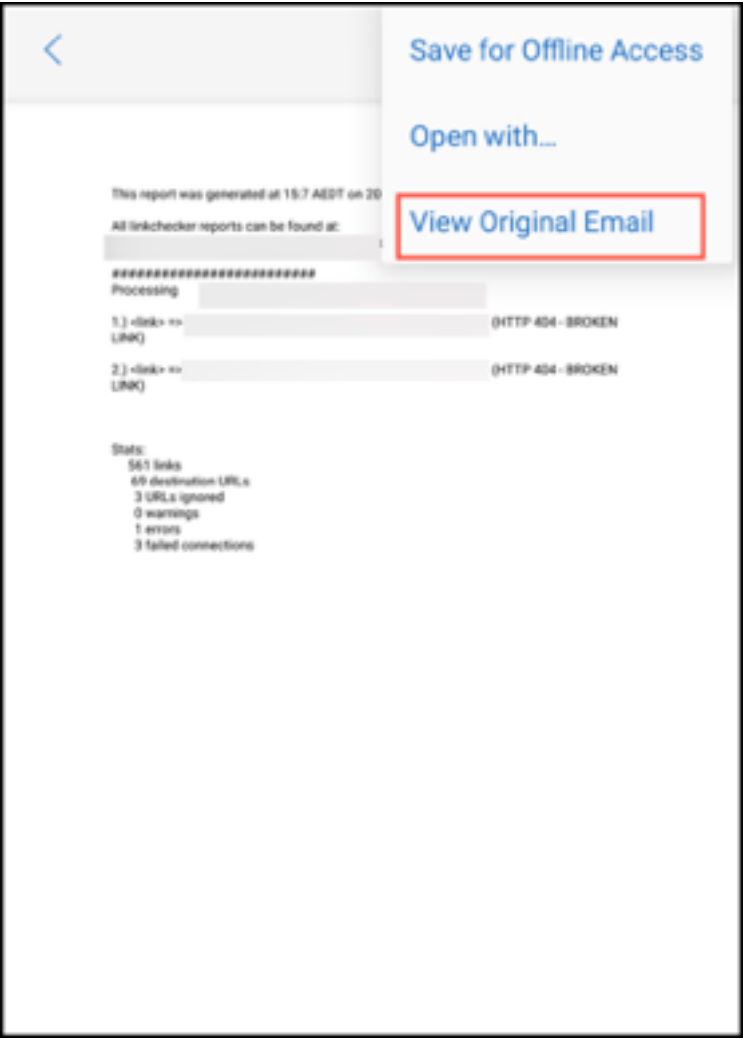 Save for Offline Access
Open with…
View Original Email
This report was generated at 15:7 AEDT on 20
All linkchecker reports can be found at:
#########################
Processing
1.) <link> => (HTTP 404 - BROKEN
LINK)
2.) <link> => (HTTP 404 - BROKEN
LINK)
Stats:
561 links
69 destination URLs
3 URLs ignored
0 warnings
1 errors
3 failed connections